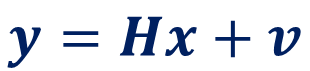 y = Hx + v